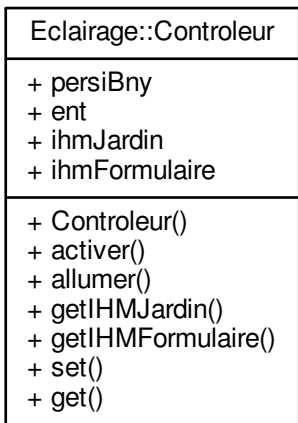 Eclairage::Controleur
+ persiBny
+ ent
+ ihmJardin
+ ihmFormulaire
+ Controleur()
+ activer()
+ allumer()
+ getIHMJardin()
+ getIHMFormulaire()
+ set()
+ get()